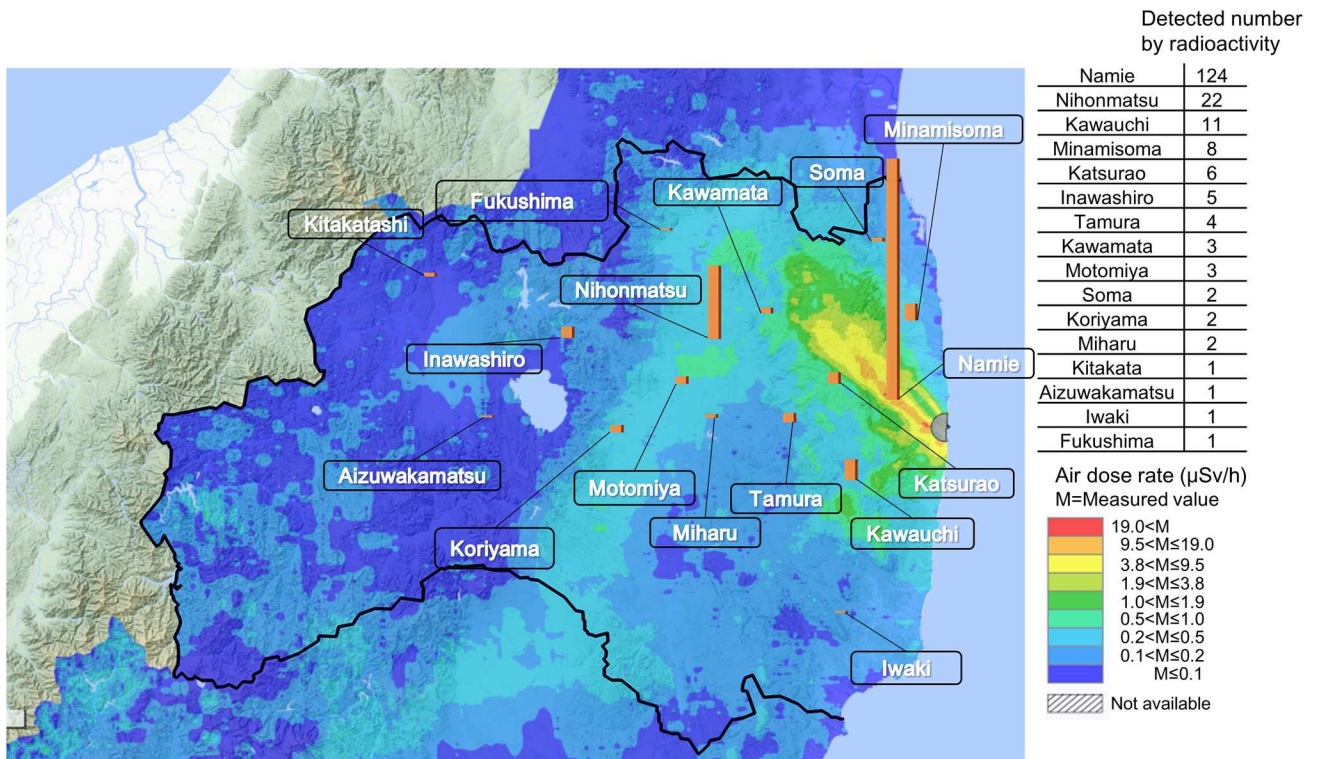 Detected number
by radioactivity
Namie 124
Nihonmatsu 22
Kawauchi 11
Minamisoma 8
Katsurao 6
Inawashiro 5
Tamura 4
Kawamata 3
Motomiya 3
Soma 2
Koriyama 2
Miharu 2
Kitakata 1
Aizuwakamatsu 1
Iwaki 1
Fukushima 1
Air dose rate (μSv/h)
M=Measured value
19.0<M
9.5<M≤19.0
3.8<M≤9.5
1.9<M≤3.8
1.0<M≤1.9
0.5<M≤1.0
0.2<M≤0.5
0.1<M≤0.2
M≤0.1
Not available
Minamisoma
Soma
Kawamata
Fukushima
Kitakatashi
Nihonmatsu
Inawashiro
Namie
Aizuwakamatsu
Motomiya
Tamura
Katsurao
Miharu
Kawauchi
Koriyama
Iwaki